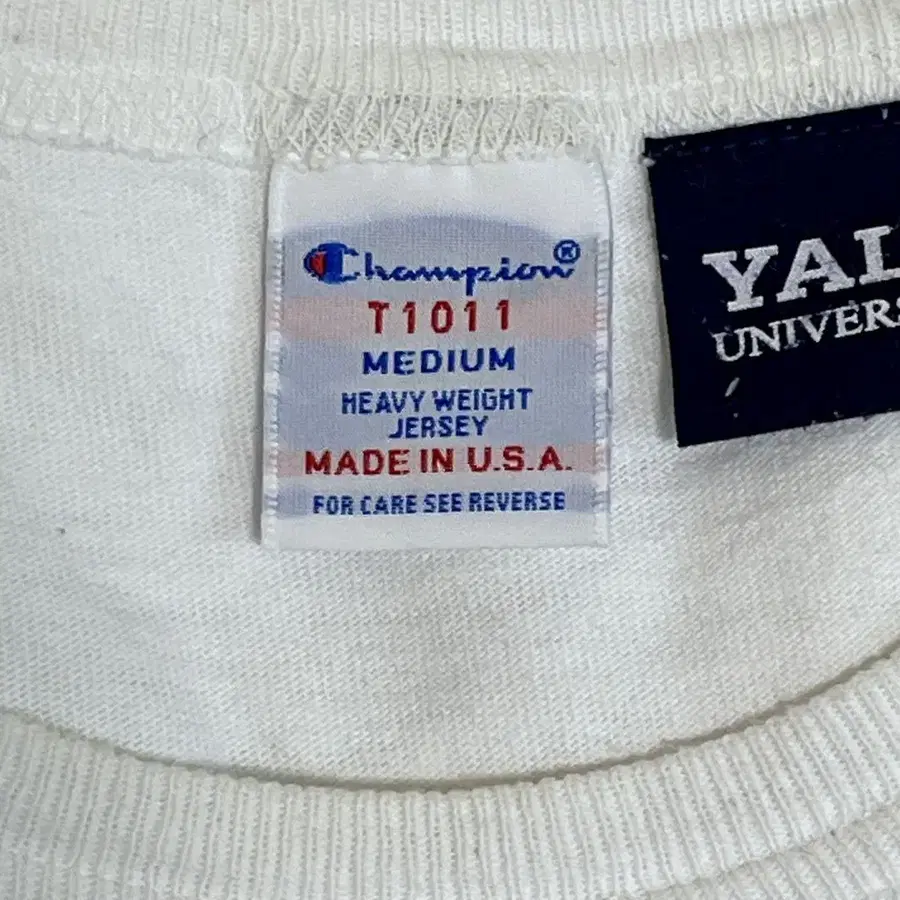 Champion®
T1011
MEDIUM
HEAVY WEIGHT
JERSEY
MADE IN U.S.A.
FOR CARE SEE REVERSE
YAL
UNIVERS